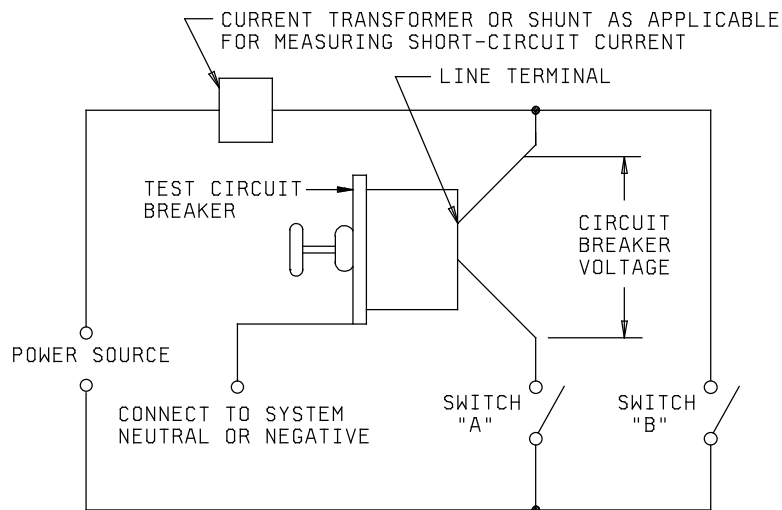 CURRENT TRANSFORMER OR SHUNT AS APPLICABLE
FOR MEASURING SHORT-CIRCUIT CURRENT
LINE TERMINAL
TEST CIRCUIT
BREAKER
CIRCUIT
BREAKER
VOLTAGE
POWER SOURCE
CONNECT TO SYSTEM
NEUTRAL OR NEGATIVE
SWITCH
"A"
SWITCH
"B"